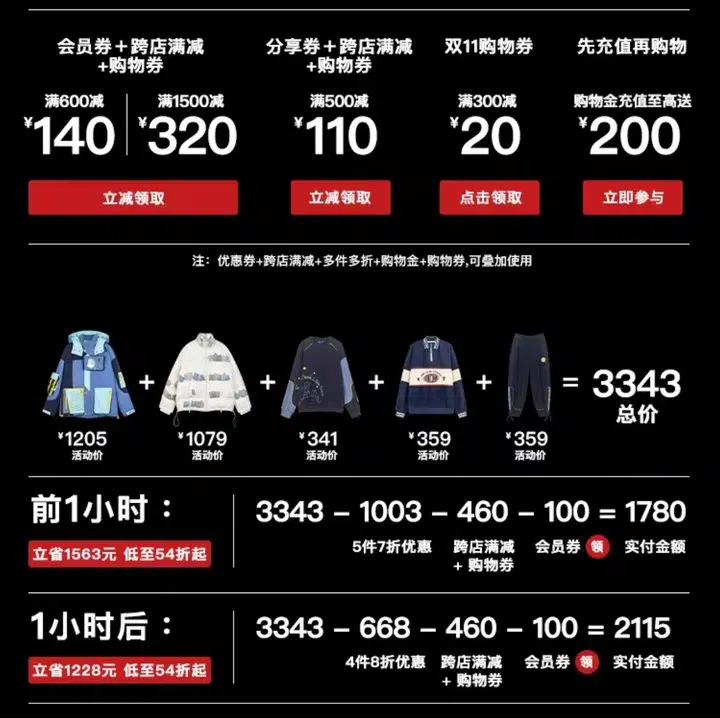 会员券+跨店满减
+购物券
满600减
¥140
满1500减
¥320
立减领取
分享券+跨店满减
+购物券
满500减
¥110
立减领取
双11购物券
满300减
¥20
点击领取
先充值再购物
购物金充值至高送
¥200
立即参与
注：优惠券+跨店满减+多件多折+购物金+购物券,可叠加使用
+ + + + = 3343
总价
¥1205
活动价
¥1079
活动价
¥341
活动价
¥359
活动价
¥359
活动价
前1小时：
立省1563元 低至54折起
3343 – 1003 – 460 – 100 = 1780
5件7折优惠 跨店满减 会员券 领 实付金额
+ 购物券
1小时后：
立省1228元 低至54折起
3343 – 668 – 460 – 100 = 2115
4件8折优惠 跨店满减 会员券 领 实付金额
+ 购物券